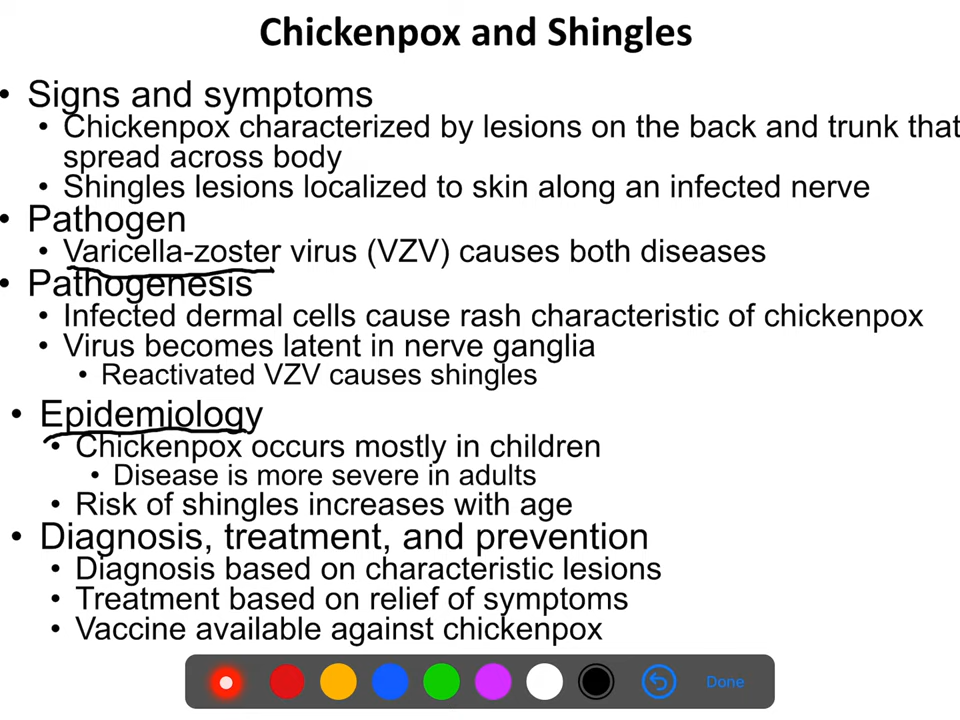 Chickenpox and Shingles
• Signs and symptoms
• Chickenpox characterized by lesions on the back and trunk that
spread across body
• Shingles lesions localized to skin along an infected nerve
• Pathogen
• Varicella-zoster virus (VZV) causes both diseases
• Pathogenesis
• Infected dermal cells cause rash characteristic of chickenpox
• Virus becomes latent in nerve ganglia
• Reactivated VZV causes shingles
• Epidemiology
• Chickenpox occurs mostly in children
• Disease is more severe in adults
• Risk of shingles increases with age
• Diagnosis, treatment, and prevention
• Diagnosis based on characteristic lesions
• Treatment based on relief of symptoms
• Vaccine available against chickenpox
Done